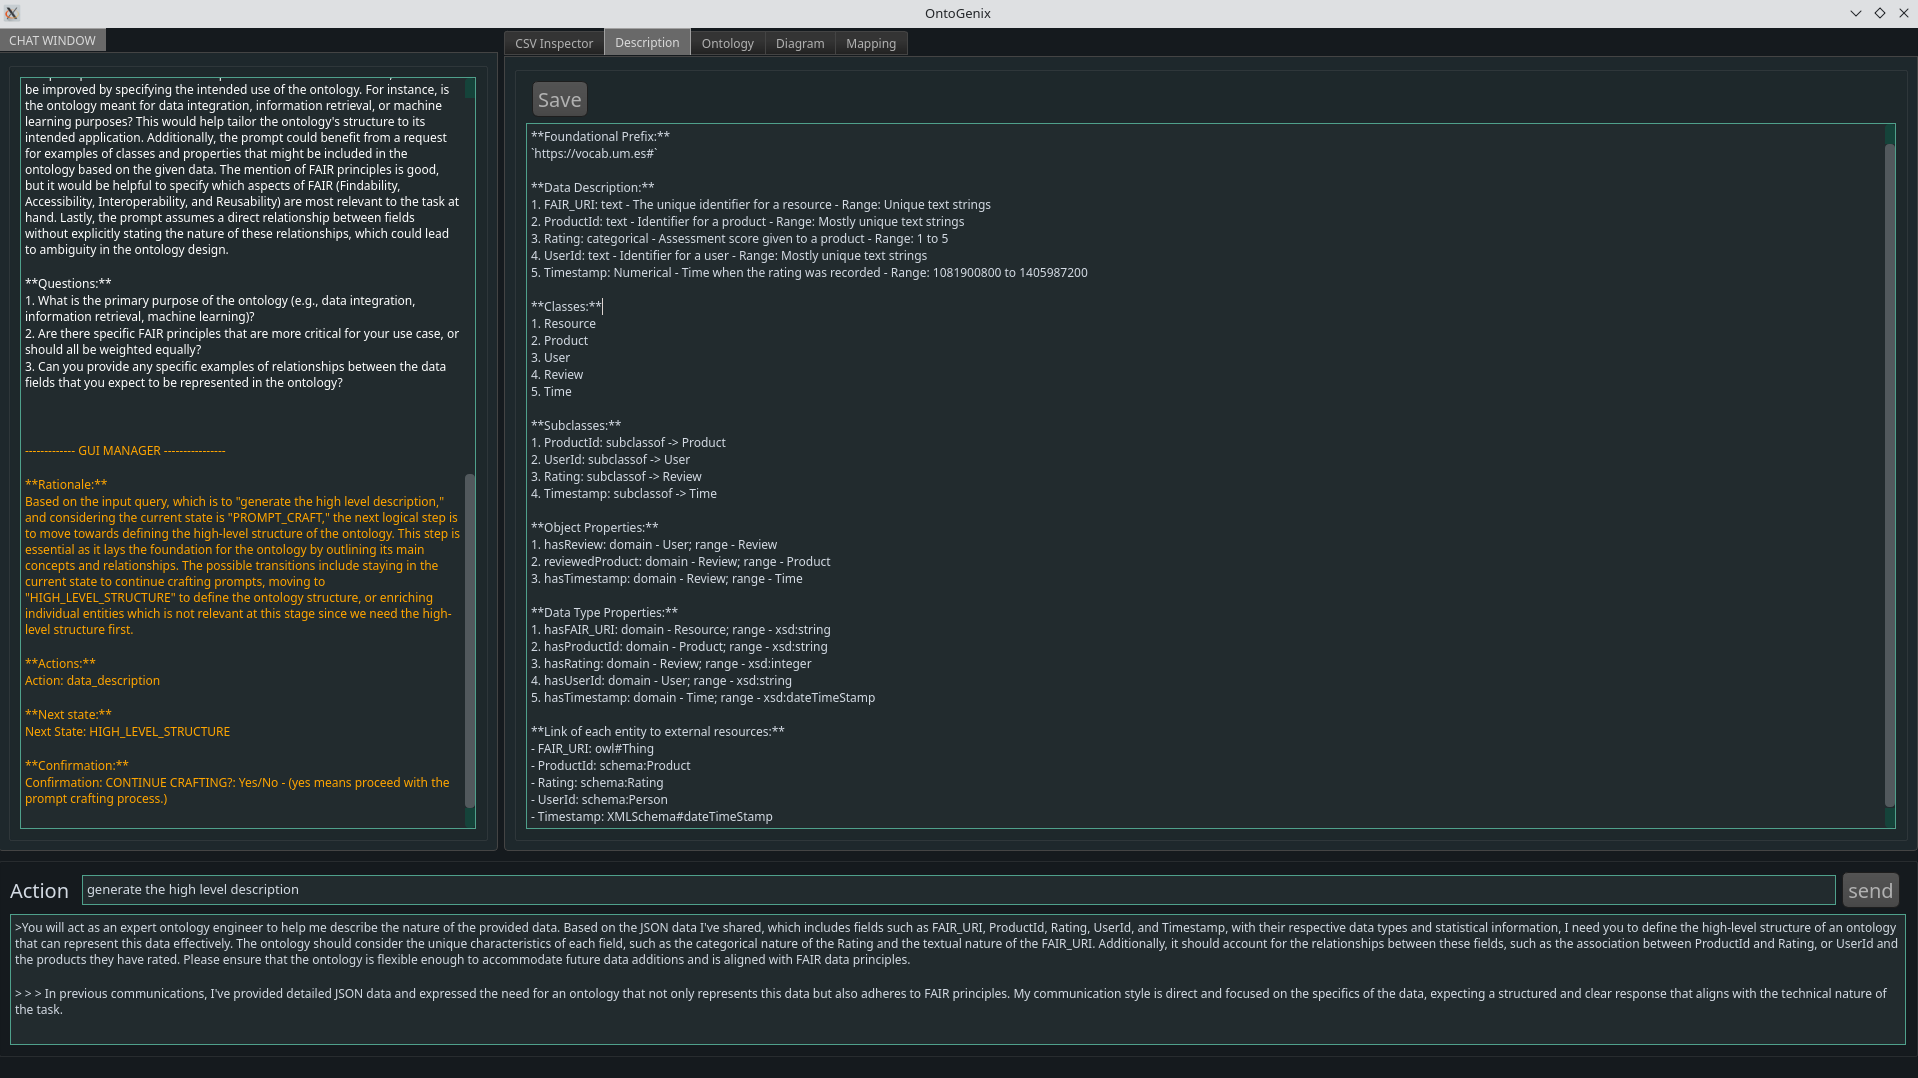 OntoGenix
CHAT WINDOW
be improved by specifying the intended use of the ontology. For instance, is
the ontology meant for data integration, information retrieval, or machine
learning purposes? This would help tailor the ontology's structure to its
intended application. Additionally, the prompt could benefit from a request
for examples of classes and properties that might be included in the
ontology based on the given data. The mention of FAIR principles is good,
but it would be helpful to specify which aspects of FAIR (Findability,
Accessibility, Interoperability, and Reusability) are most relevant to the task at
hand. Lastly, the prompt assumes a direct relationship between fields
without explicitly stating the nature of these relationships, which could lead
to ambiguity in the ontology design.
**Questions:**
1. What is the primary purpose of the ontology (e.g., data integration,
information retrieval, machine learning)?
2. Are there specific FAIR principles that are more critical for your use case, or
should all be weighted equally?
3. Can you provide any specific examples of relationships between the data
fields that you expect to be represented in the ontology?
------------- GUI MANAGER ----------------
**Rationale:**
Based on the input query, which is to "generate the high level description,"
and considering the current state is "PROMPT_CRAFT," the next logical step is
to move towards defining the high-level structure of the ontology. This step is
essential as it lays the foundation for the ontology by outlining its main
concepts and relationships. The possible transitions include staying in the
current state to continue crafting prompts, moving to
"HIGH_LEVEL_STRUCTURE" to define the ontology structure, or enriching
individual entities which is not relevant at this stage since we need the high-
level structure first.
**Actions:**
Action: data_description
**Next state:**
Next State: HIGH_LEVEL_STRUCTURE
**Confirmation:**
Confirmation: CONTINUE CRAFTING?: Yes/No - (yes means proceed with the
prompt crafting process.)
CSV Inspector
Description
Ontology
Diagram
Mapping
Save
**Foundational Prefix:**
`https://vocab.um.es#`
**Data Description:**
1. FAIR_URI: text - The unique identifier for a resource - Range: Unique text strings
2. ProductId: text - Identifier for a product - Range: Mostly unique text strings
3. Rating: categorical - Assessment score given to a product - Range: 1 to 5
4. UserId: text - Identifier for a user - Range: Mostly unique text strings
5. Timestamp: Numerical - Time when the rating was recorded - Range: 1081900800 to 1405987200
**Classes:**
1. Resource
2. Product
3. User
4. Review
5. Time
**Subclasses:**
1. ProductId: subclassof -> Product
2. UserId: subclassof -> User
3. Rating: subclassof -> Review
4. Timestamp: subclassof -> Time
**Object Properties:**
1. hasReview: domain - User; range - Review
2. reviewedProduct: domain - Review; range - Product
3. hasTimestamp: domain - Review; range - Time
**Data Type Properties:**
1. hasFAIR_URI: domain - Resource; range - xsd:string
2. hasProductId: domain - Product; range - xsd:string
3. hasRating: domain - Review; range - xsd:integer
4. hasUserId: domain - User; range - xsd:string
5. hasTimestamp: domain - Time; range - xsd:dateTimeStamp
**Link of each entity to external resources:**
- FAIR_URI: owl#Thing
- ProductId: schema:Product
- Rating: schema:Rating
- UserId: schema:Person
- Timestamp: XMLSchema#dateTimeStamp
Action
generate the high level description
send
>You will act as an expert ontology engineer to help me describe the nature of the provided data. Based on the JSON data I've shared, which includes fields such as FAIR_URI, ProductId, Rating, UserId, and Timestamp, with their respective data types and statistical information, I need you to define the high-level structure of an ontology
that can represent this data effectively. The ontology should consider the unique characteristics of each field, such as the categorical nature of the Rating and the textual nature of the FAIR_URI. Additionally, it should account for the relationships between these fields, such as the association between ProductId and Rating, or UserId and
the products they have rated. Please ensure that the ontology is flexible enough to accommodate future data additions and is aligned with FAIR data principles.
> > > In previous communications, I've provided detailed JSON data and expressed the need for an ontology that not only represents this data but also adheres to FAIR principles. My communication style is direct and focused on the specifics of the data, expecting a structured and clear response that aligns with the technical nature of
the task.